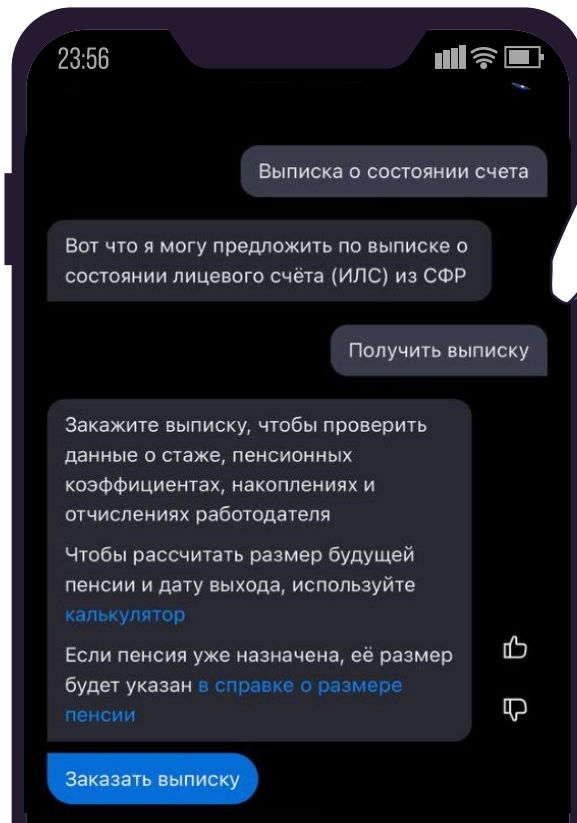 23:56
Выписка о состоянии счета
Вот что я могу предложить по выписке о
состоянии лицевого счёта (ИЛС) из СФР
Получить выписку
Закажите выписку, чтобы проверить
данные о стаже, пенсионных
коэффициентах, накоплениях и
отчислениях работодателя
Чтобы рассчитать размер будущей
пенсии и дату выхода, используйте
калькулятор
Если пенсия уже назначена, её размер
будет указан в справке о размере
пенсии
Заказать выписку